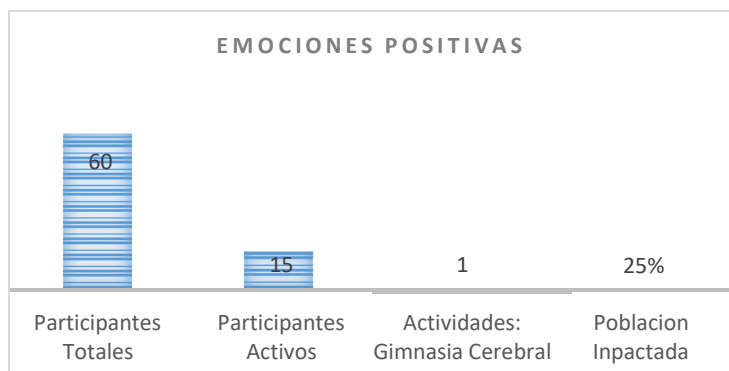 EMOCIONES POSITIVAS
60
15
1
25%
Participantes
Totales
Participantes
Activos
Actividades:
Gimnasia Cerebral
Poblacion
Inpactada